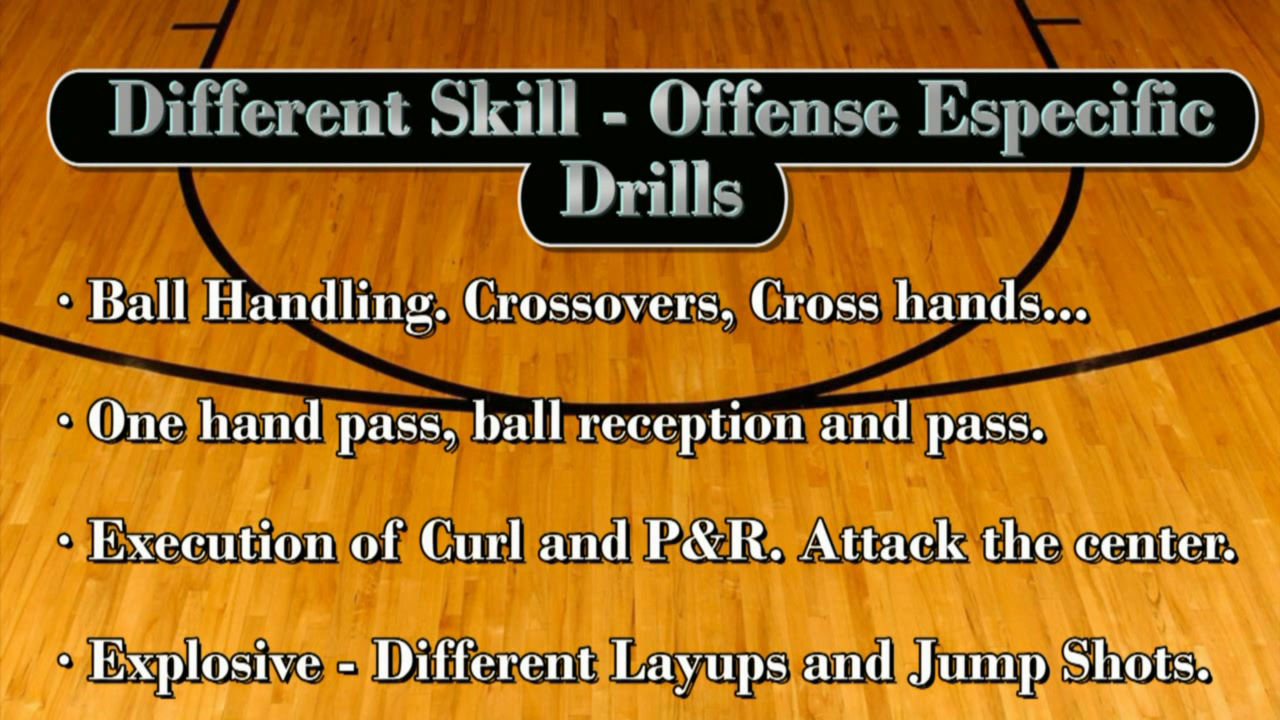 Different Skill - Offense Especific
Drills
• Ball Handling. Crossovers, Cross hands...
• One hand pass, ball reception and pass.
• Execution of Curl and P&R. Attack the center.
• Explosive - Different Layups and Jump Shots.